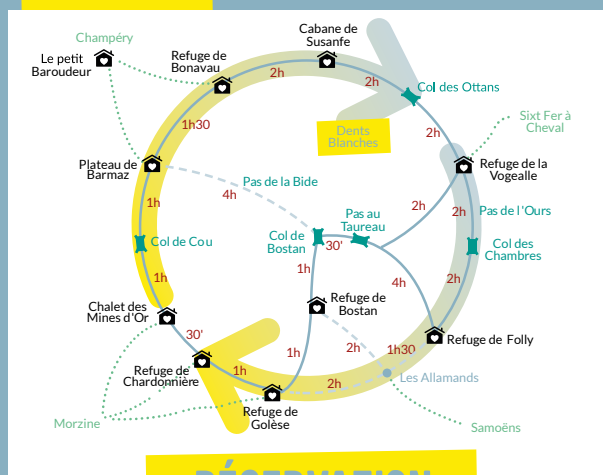 Champéry
Cabane de
Susanfe
Le petit
Baroudeur
Refuge de
Bonavau
2h
2h
Col des Ottans
1h30
Dents
Blanches
2h
Sixt Fer à
Cheval
Plateau de
Barmaz
Refuge de la
Vogealle
Pas de la Bide
4h
1h
2h
2h
Pas de l'Ours
Pas au
Taureau
Col de Cou
Col de
Bostan
30'
Col des
Chambres
1h
1h
4h
2h
Chalet des
Mines d'Or
Refuge de
Bostan
30'
Refuge de Folly
1h
2h
1h30
Refuge de
Chardonnière
1h
2h
Les Allamands
Refuge de
Golèse
Morzine
Samoëns
RÉSERVATION